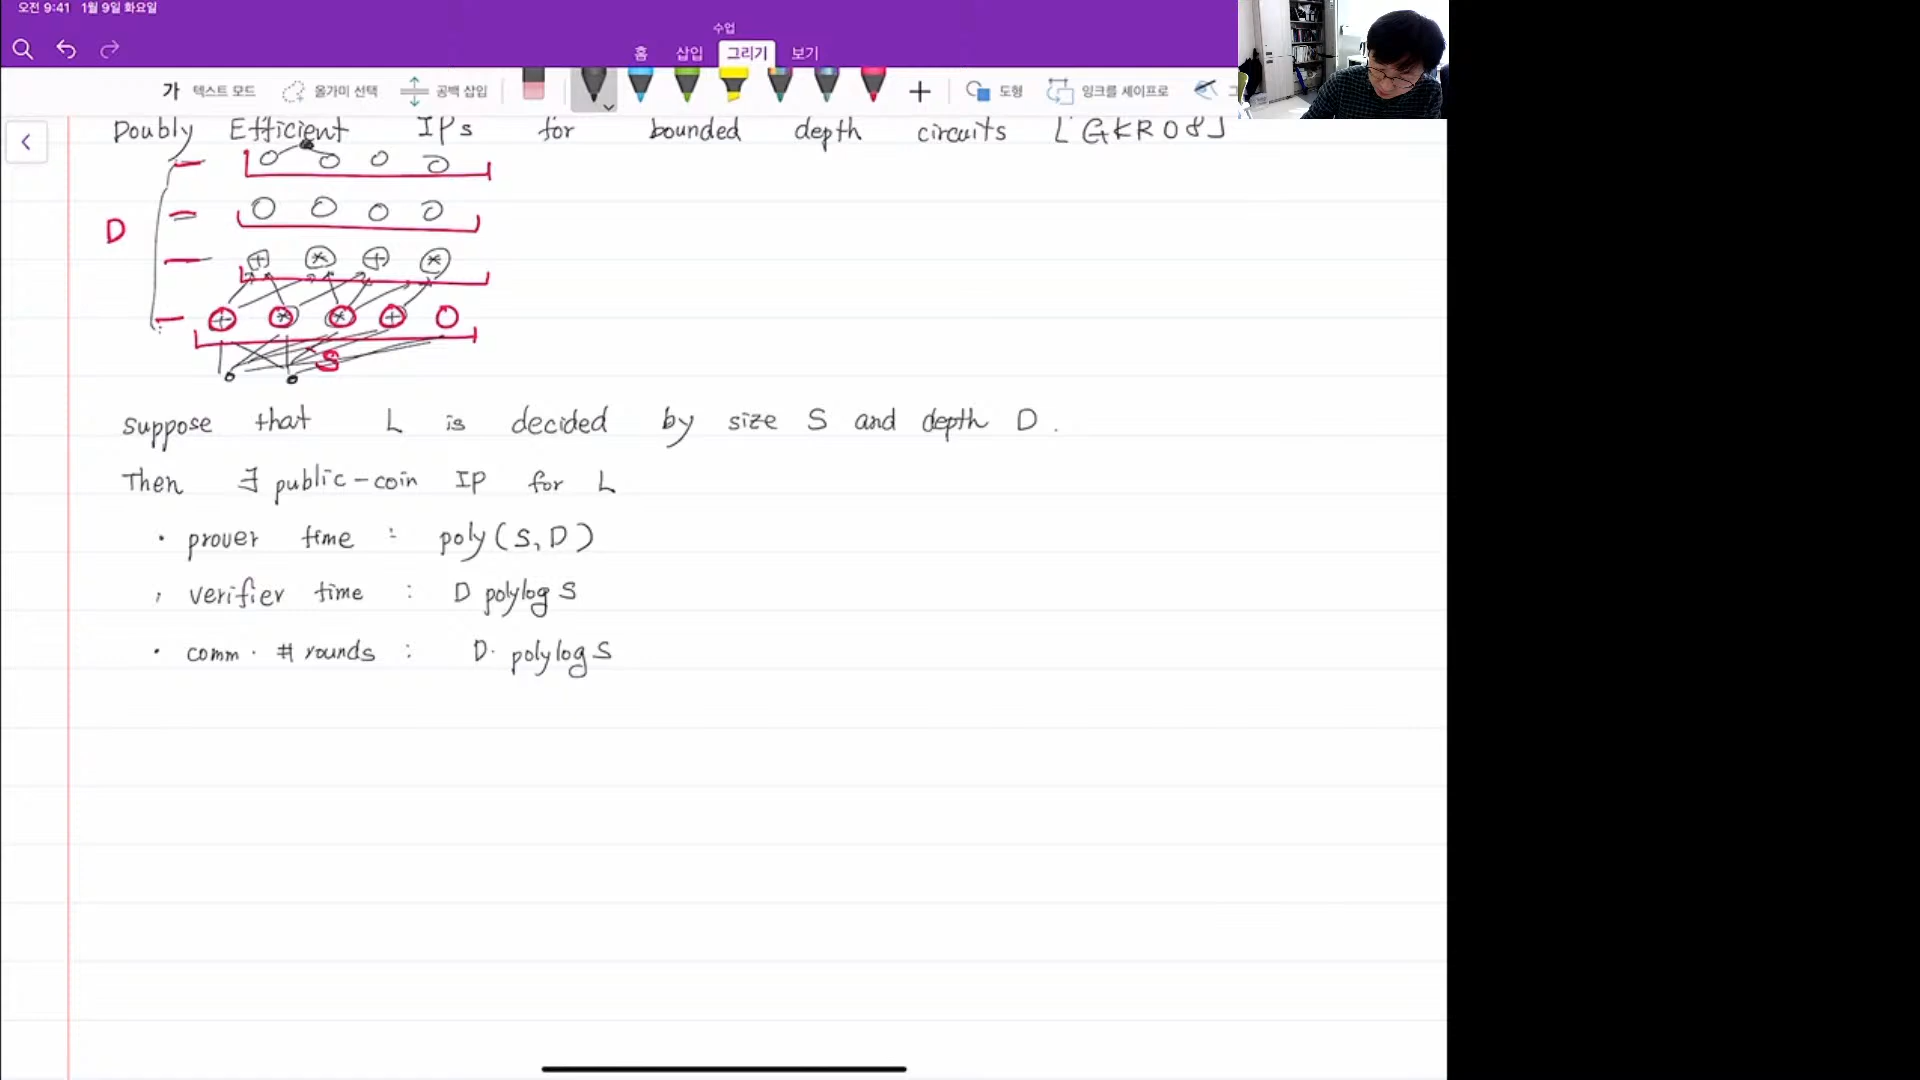 오전 9:41 1월 9일 화요일
수업
홈 삽입 그리기 보기
가 텍스트 모드 올가미 선택 공백 삽입 도형 잉크를 셰이프로
Doubly Efficient IPs for bounded depth circuits [GKR08]
D
+ * + *
+ * * +
S
suppose that L is decided by size S and depth D.
Then ∃ public-coin IP for L
· prover time : poly(S,D)
· verifier time : D polylog S
· comm. # rounds : D· polylog S